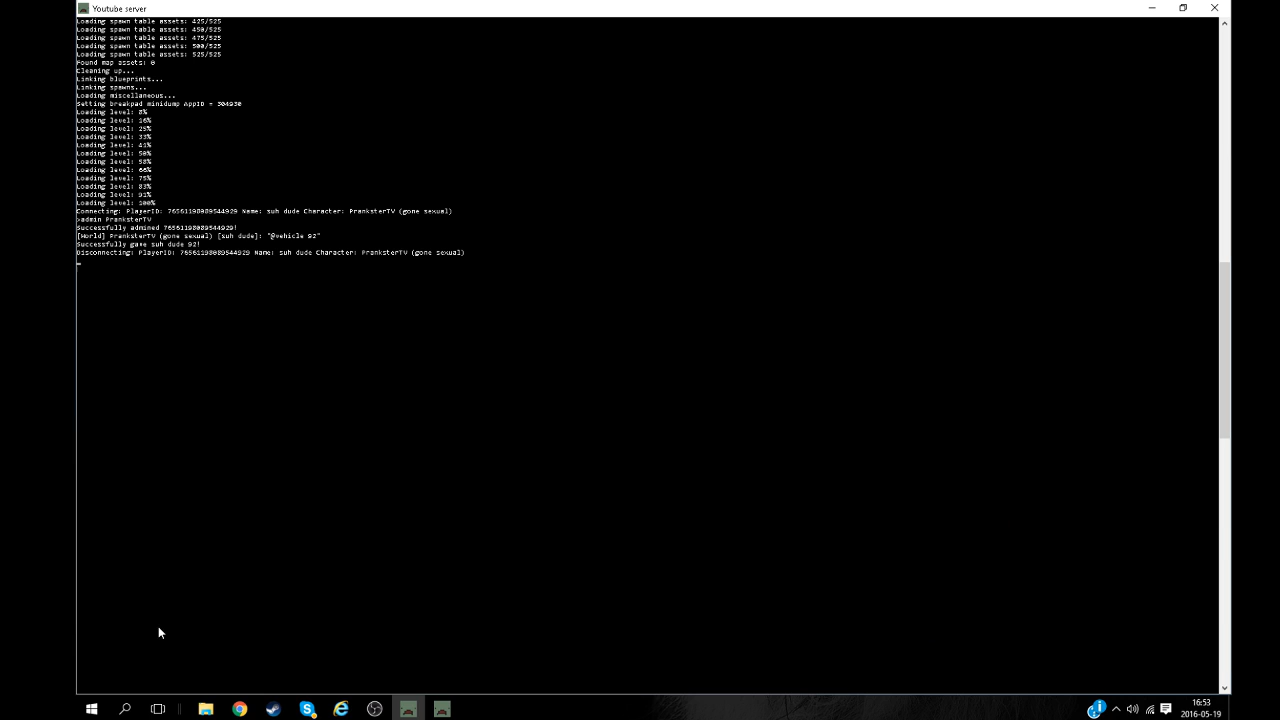 Youtube server
Loading spawn table assets: 425/525
Loading spawn table assets: 450/525
Loading spawn table assets: 475/525
Loading spawn table assets: 500/525
Loading spawn table assets: 525/525
Found map assets: 0
Cleaning up...
Linking blueprints...
Linking spawns...
Loading miscellaneous...
Setting breakpad minidump AppID = 304930
Loading level: 8%
Loading level: 16%
Loading level: 25%
Loading level: 33%
Loading level: 41%
Loading level: 50%
Loading level: 58%
Loading level: 66%
Loading level: 75%
Loading level: 83%
Loading level: 91%
Loading level: 100%
Connecting: PlayerID: 76561198089544929 Name: suh dude Character: PranksterTV (gone sexual)
>admin PranksterTV
Successfully admined 76561198089544929!
[World] PranksterTV (gone sexual) [suh dude]: "@vehicle 92"
Successfully gave suh dude 92!
Disconnecting: PlayerID: 76561198089544929 Name: suh dude Character: PranksterTV (gone sexual)
16:53
2016-05-19